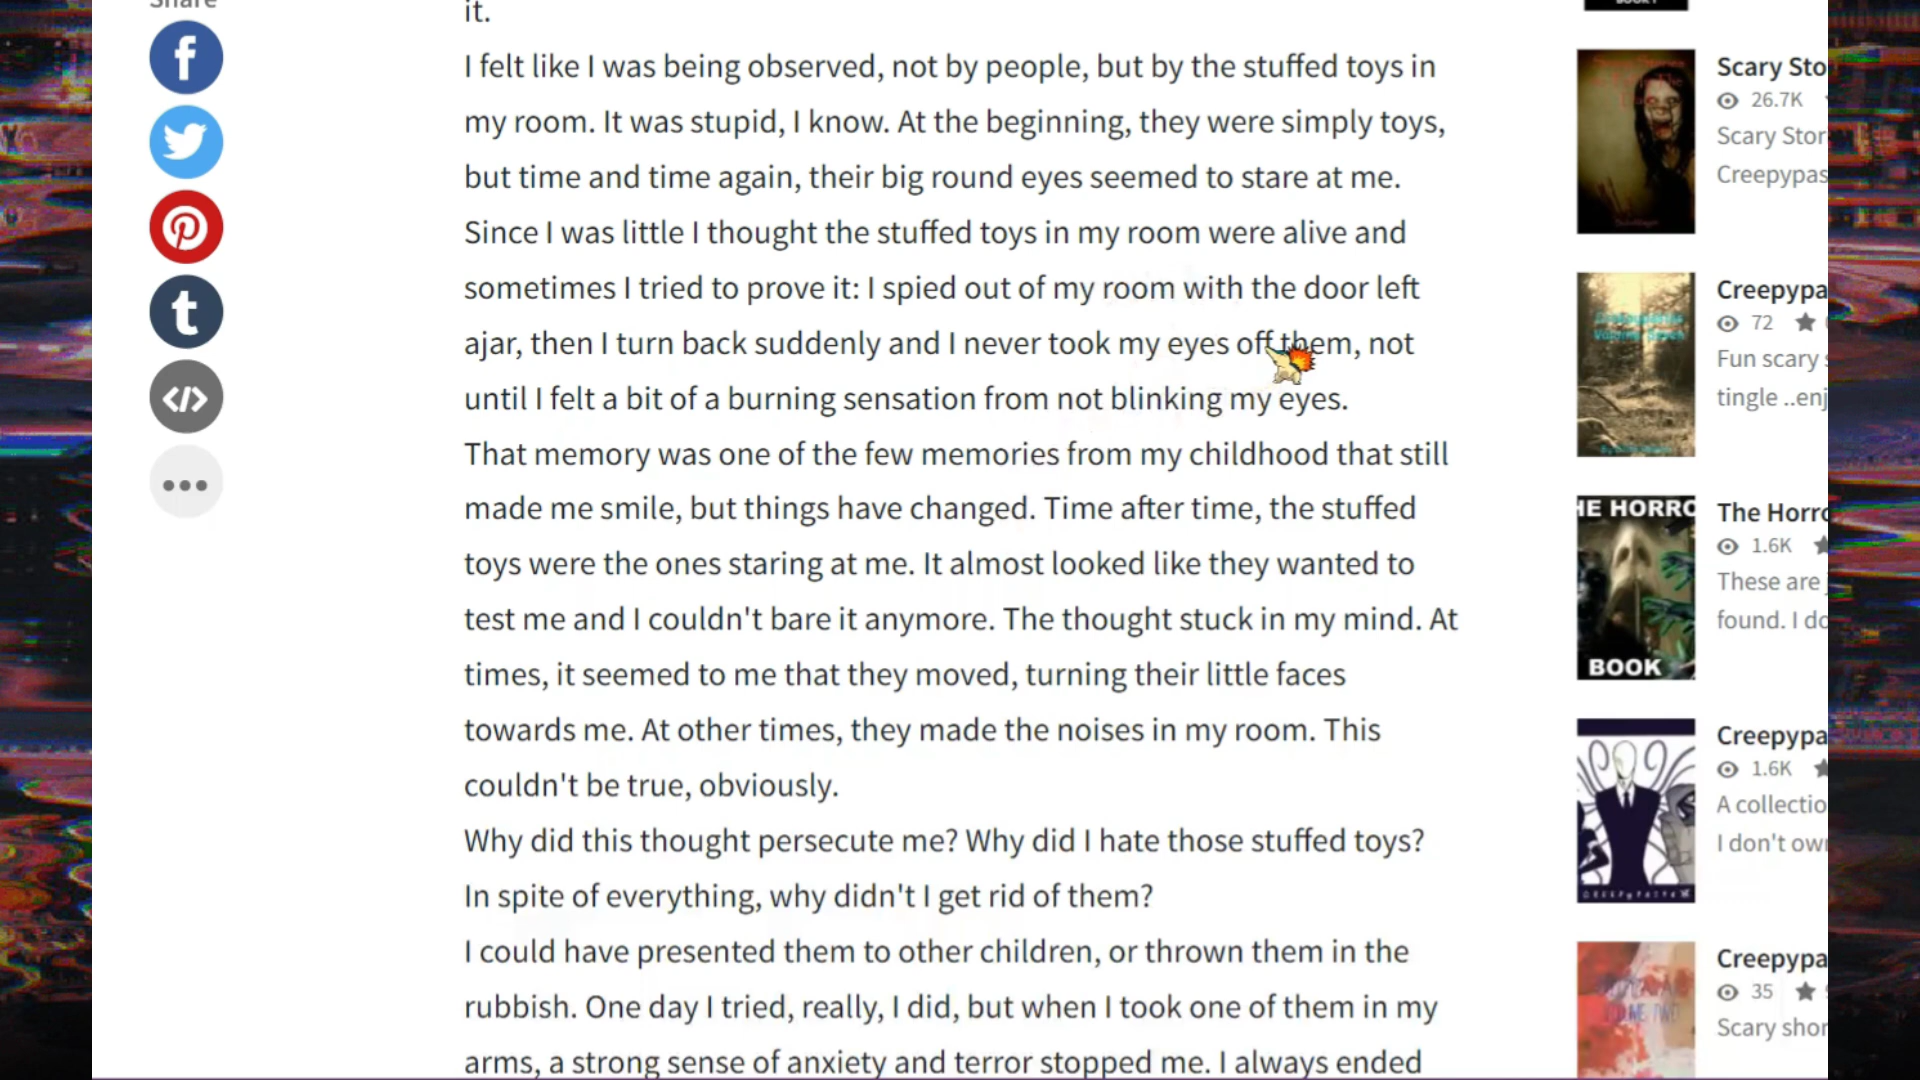 Share
it.
I felt like I was being observed, not by people, but by the stuffed toys in
my room. It was stupid, I know. At the beginning, they were simply toys,
but time and time again, their big round eyes seemed to stare at me.
Since I was little I thought the stuffed toys in my room were alive and
sometimes I tried to prove it: I spied out of my room with the door left
ajar, then I turn back suddenly and I never took my eyes off them, not
until I felt a bit of a burning sensation from not blinking my eyes.
That memory was one of the few memories from my childhood that still
made me smile, but things have changed. Time after time, the stuffed
toys were the ones staring at me. It almost looked like they wanted to
test me and I couldn't bare it anymore. The thought stuck in my mind. At
times, it seemed to me that they moved, turning their little faces
towards me. At other times, they made the noises in my room. This
couldn't be true, obviously.
Why did this thought persecute me? Why did I hate those stuffed toys?
In spite of everything, why didn't I get rid of them?
I could have presented them to other children, or thrown them in the
rubbish. One day I tried, really, I did, but when I took one of them in my
arms, a strong sense of anxiety and terror stopped me. I always ended
Scary Sto
26.7K
Scary Stor
Creepypas
Creepypa
72
Fun scary
tingle ..enj
HE HORRO
BOOK
The Horro
1.6K
These are
found. I do
CREEPYPASTA
Creepypa
1.6K
A collectio
I don't own
Creepypa
35
Scary shor